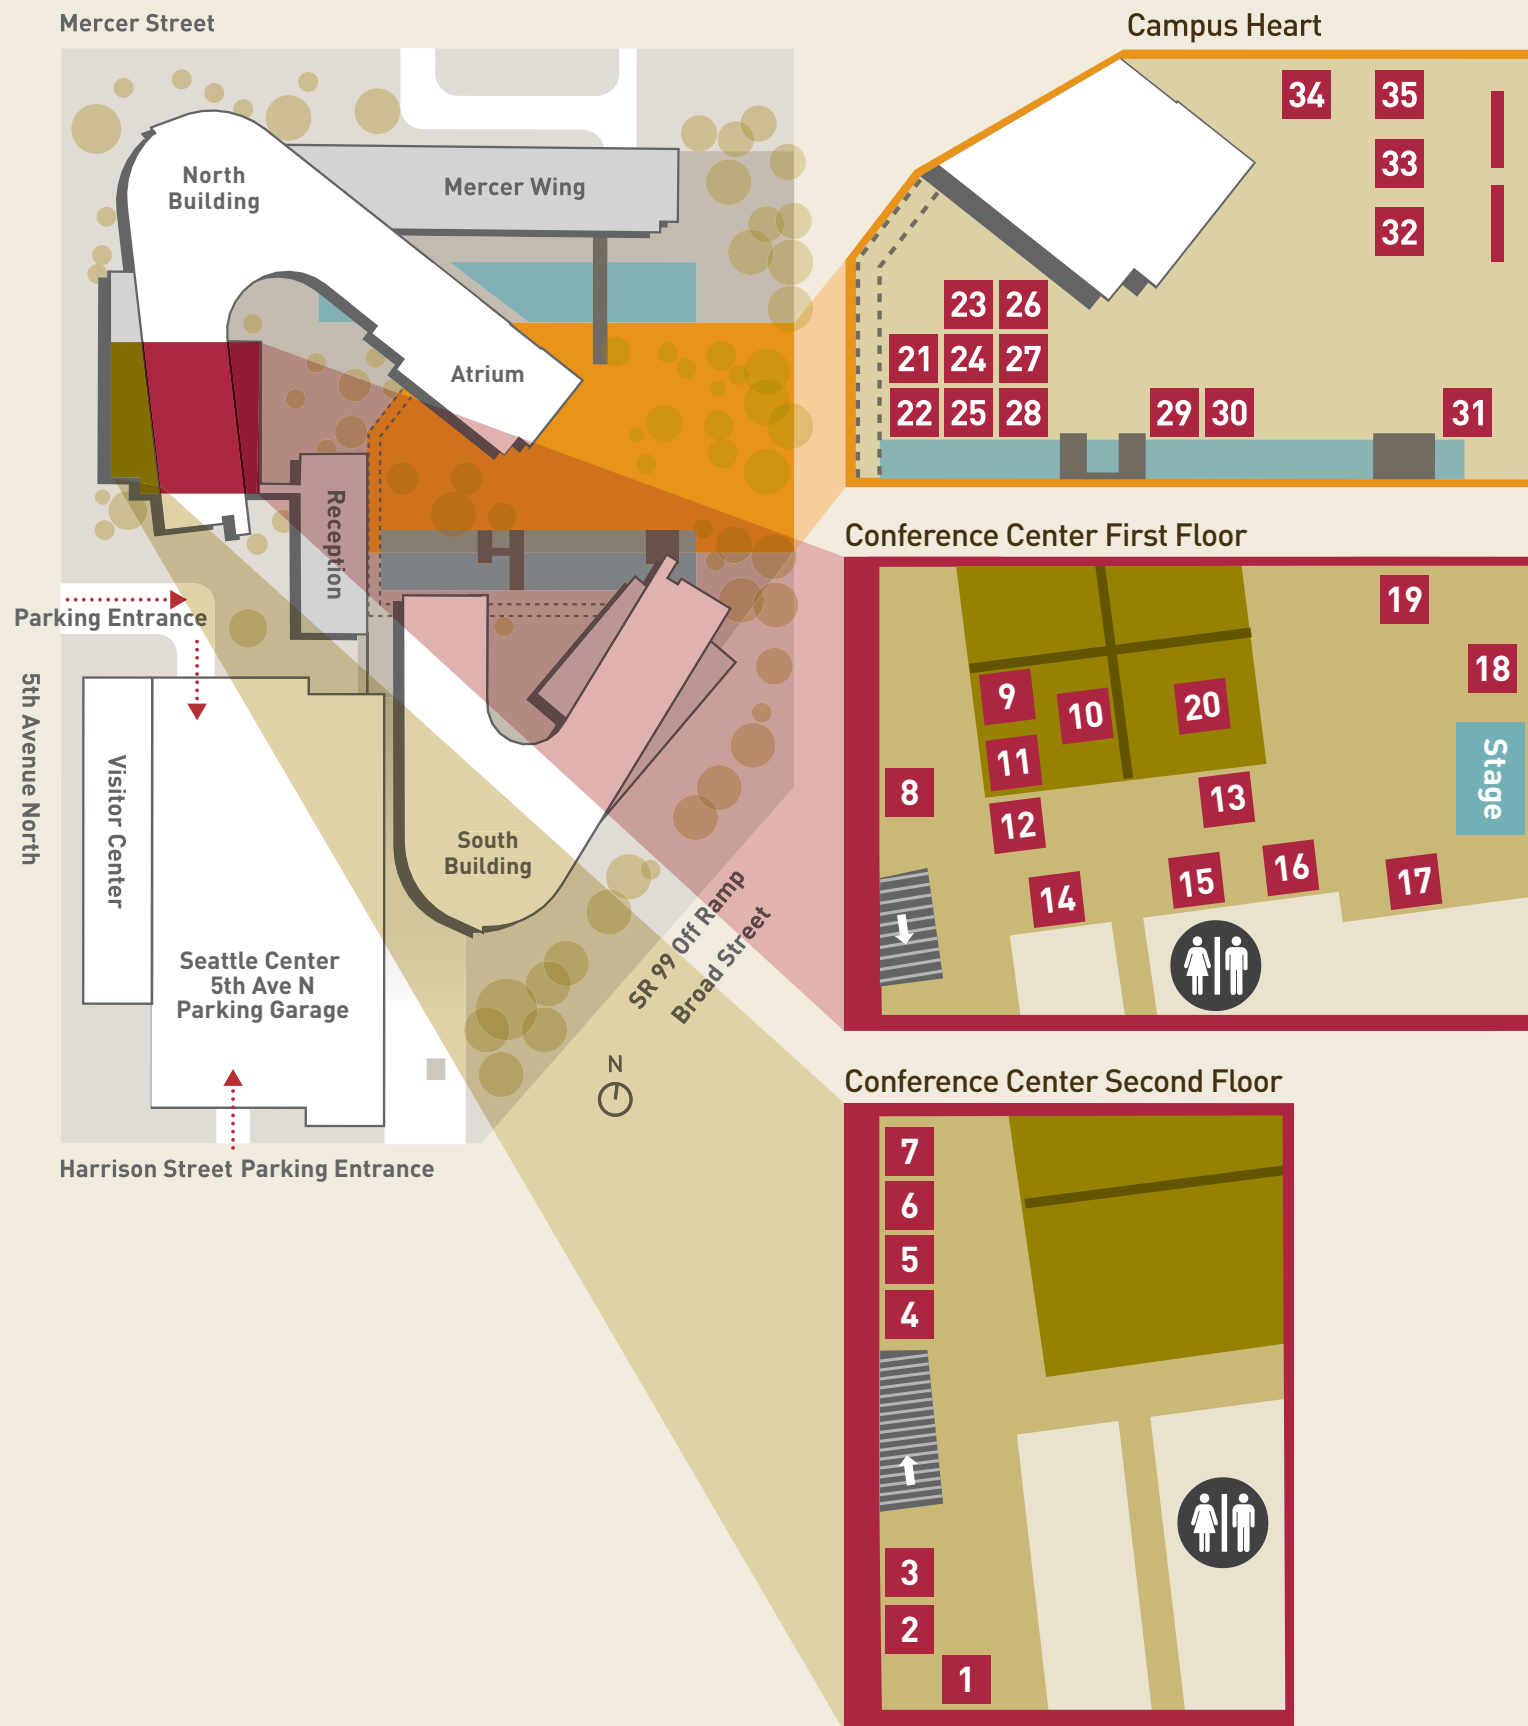 Mercer Street
North
Building
Mercer Wing
Atrium
Reception
Parking Entrance
5th Avenue North
Visitor Center
South
Building
Seattle Center
5th Ave N
Parking Garage
SR 99 Off Ramp
Broad Street
N
Harrison Street Parking Entrance
Campus Heart
34 35
33
32
23 26
21 24 27
22 25 28 29 30 31
Conference Center First Floor
19
18
9 10 20
11
8
12 13
14 15 16 17
Stage
Conference Center Second Floor
7
6
5
4
3
2
1